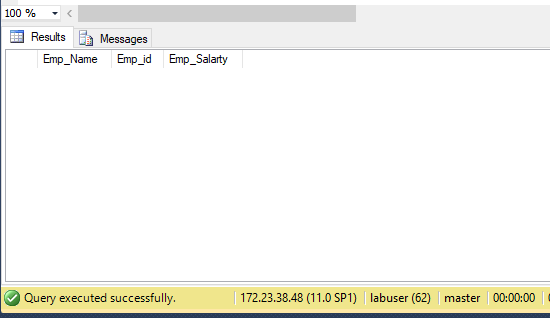 100 %
Results Messages
Emp_Name Emp_id Emp_Salarty
Query executed successfully. 172.23.38.48 (11.0 SP1) labuser (62) master 00:00:00